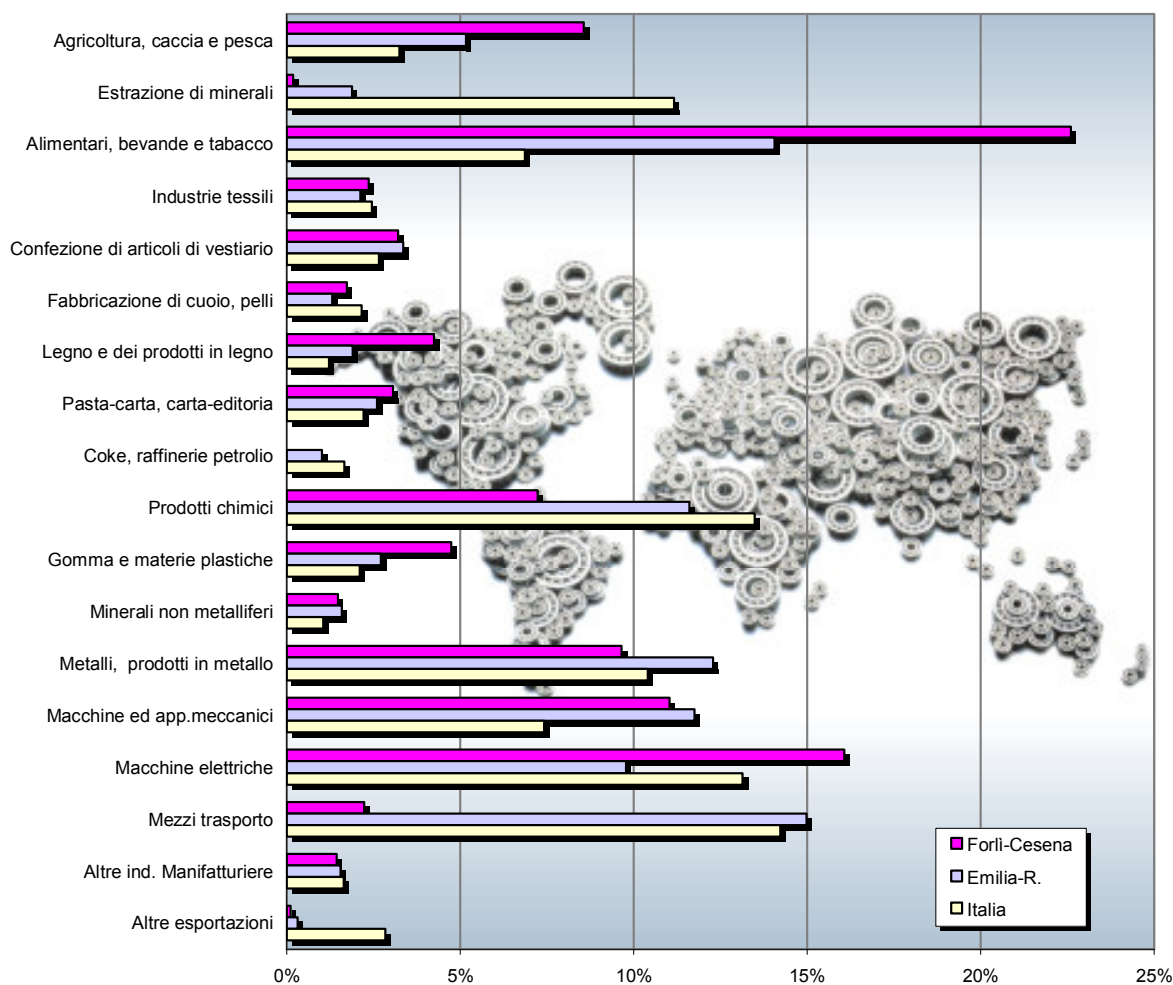 Agricoltura, caccia e pesca
Estrazione di minerali
Alimentari, bevande e tabacco
Industrie tessili
Confezione di articoli di vestiario
Fabbricazione di cuoio, pelli
Legno e dei prodotti in legno
Pasta-carta, carta-editoria
Coke, raffinerie petrolio
Prodotti chimici
Gomma e materie plastiche
Minerali non metalliferi
Metalli, prodotti in metallo
Macchine ed app.meccanici
Macchine elettriche
Mezzi trasporto
Altre ind. Manifatturiere
Altre esportazioni
Forlì-Cesena
Emilia-R.
Italia
0% 5% 10% 15% 20% 25%